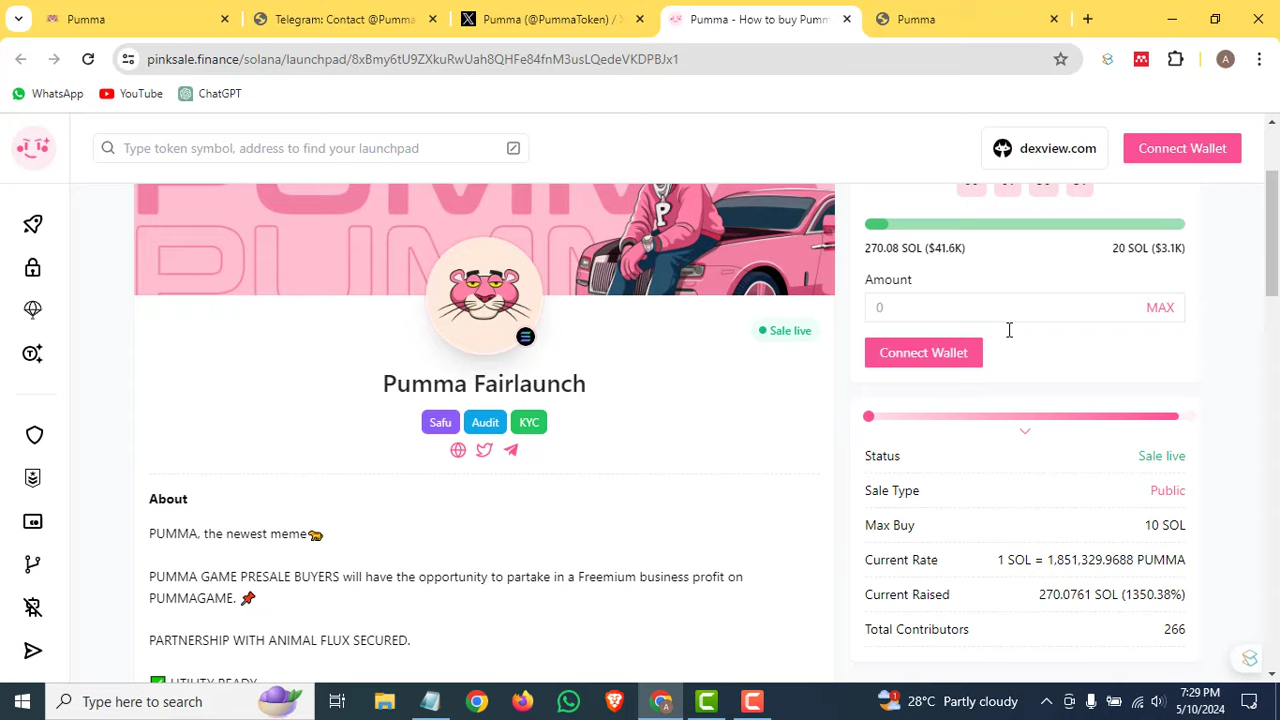 Pumma
Telegram: Contact @Pumma
Pumma (@PummaToken) /
Pumma - How to buy Pumm
Pumma
pinksale.finance/solana/launchpad/8xBmy6tU9ZXkbRwUah8QHFe84fnM3usLQedeVKDPBJx1
A
WhatsApp
YouTube
ChatGPT
Type token symbol, address to find your launchpad
dexview.com
Connect Wallet
P
270.08 SOL ($41.6K)
20 SOL ($3.1K)
Amount
0
MAX
Sale live
Connect Wallet
Pumma Fairlaunch
Safu
Audit
KYC
Status
Sale live
Sale Type
Public
About
Max Buy
10 SOL
PUMMA, the newest meme🐆
Current Rate
1 SOL = 1,851,329.9688 PUMMA
PUMMA GAME PRESALE BUYERS will have the opportunity to partake in a Freemium business profit on
PUMMAGAME. 📌
Current Raised
270.0761 SOL (1350.38%)
Total Contributors
266
PARTNERSHIP WITH ANIMAL FLUX SECURED.
✅ UTILITY READY
Type here to search
28°C Partly cloudy
7:29 PM
5/10/2024